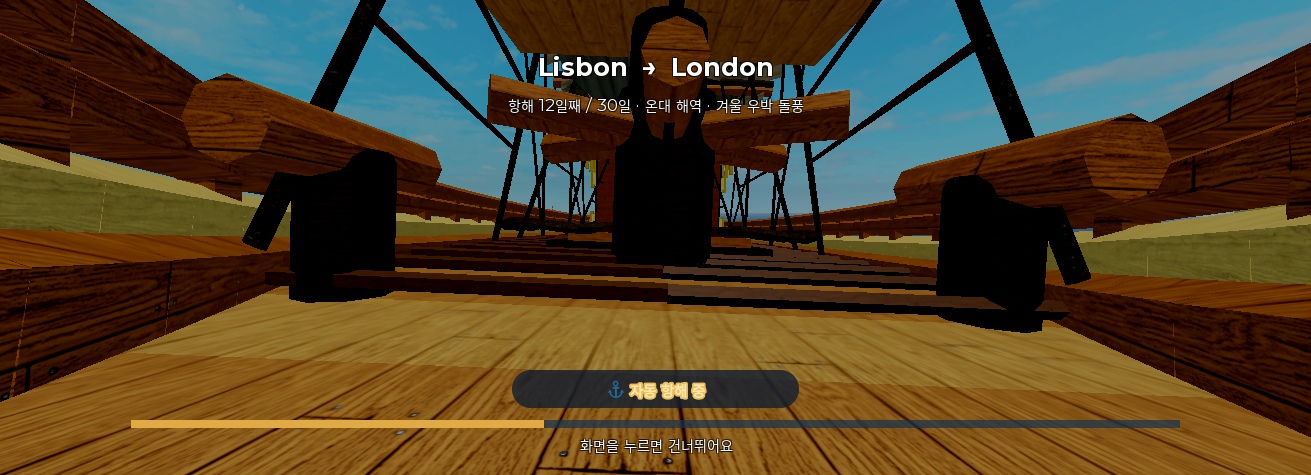 Lisbon → London
항해 12일째 / 30일 · 온대 해역 · 겨울 우박 돌풍
⚓ 자동 항해 중
화면을 누르면 건너뛰어요